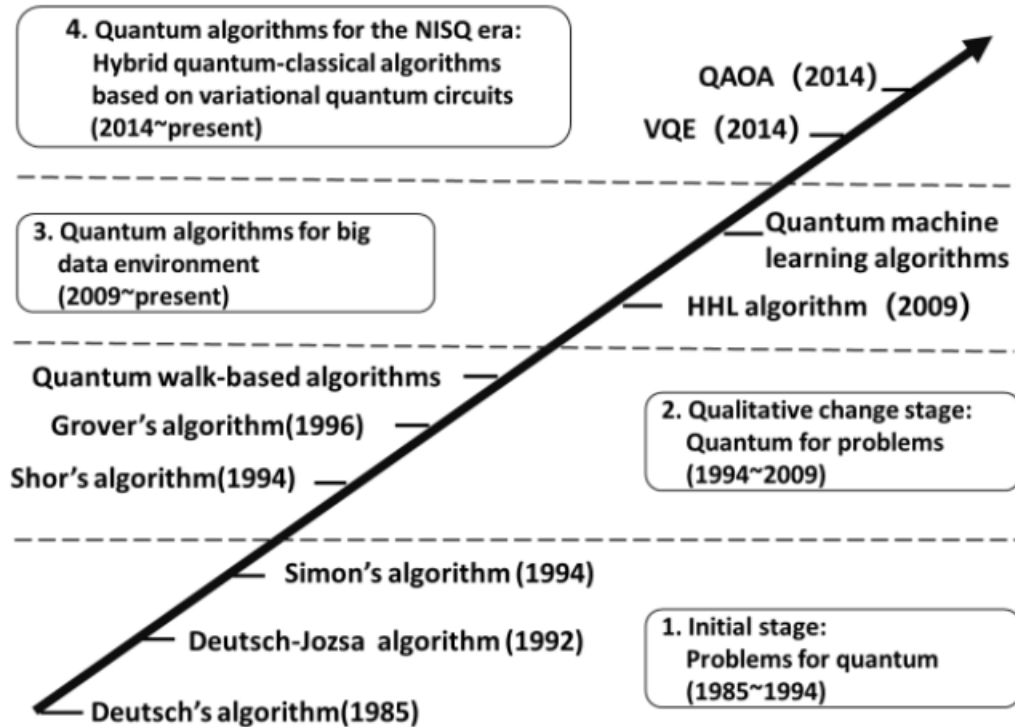 4. Quantum algorithms for the NISQ era:
Hybrid quantum-classical algorithms
based on variational quantum circuits
(2014~present)
QAOA (2014)
VQE (2014)
3. Quantum algorithms for big
data environment
(2009~present)
Quantum machine
learning algorithms
HHL algorithm (2009)
Quantum walk-based algorithms
Grover's algorithm(1996)
Shor's algorithm(1994)
2. Qualitative change stage:
Quantum for problems
(1994~2009)
Simon's algorithm (1994)
Deutsch-Jozsa algorithm (1992)
Deutsch's algorithm(1985)
1. Initial stage:
Problems for quantum
(1985~1994)